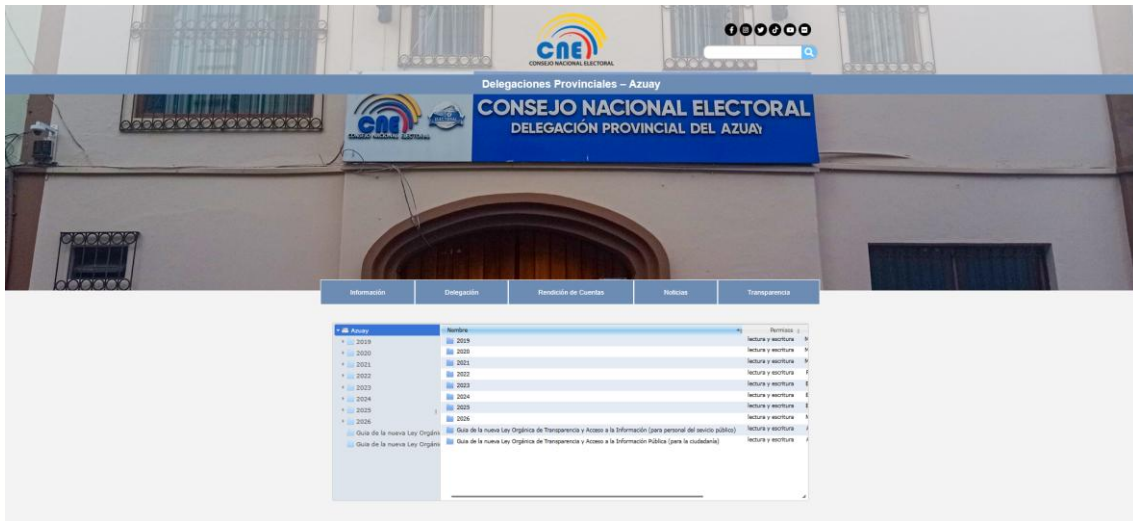 CNE
CONSEJO NACIONAL ELECTORAL
Delegaciones Provinciales – Azuay
CNE
CONSEJO NACIONAL ELECTORAL
CONSEJO NACIONAL ELECTORAL
DELEGACIÓN PROVINCIAL DEL AZUAY
Información Delegación Rendición de Cuentas Noticias Transparencia
Azuay
2019
2020
2021
2022
2023
2024
2025
2026
Guia de la nueva Ley Orgáni
Guia de la nueva Ley Orgáni
Nombre Permisos
2019 lectura y escritura
2020 lectura y escritura
2021 lectura y escritura
2022 lectura y escritura
2023 lectura y escritura
2024 lectura y escritura
2025 lectura y escritura
2026 lectura y escritura
Guia de la nueva Ley Orgánica de Transparencia y Acceso a la Información (para personal del sevicio público) lectura y escritura
Guia de la nueva Ley Orgánica de Transparencia y Acceso a la Información Pública (para la ciudadanía) lectura y escritura